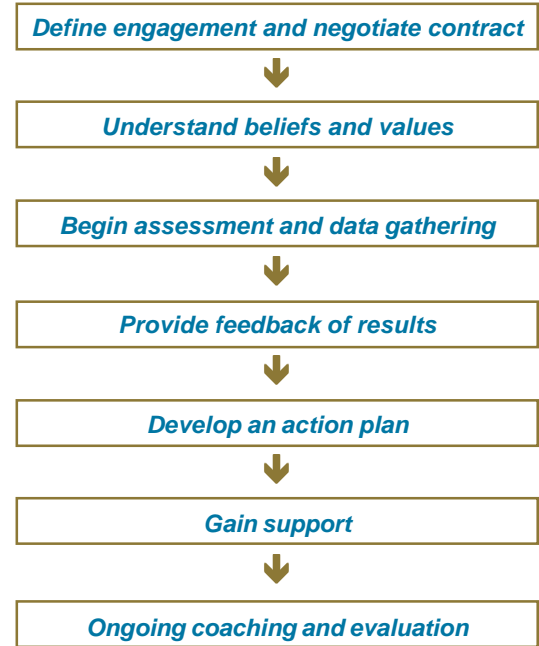 Define engagement and negotiate contract
Understand beliefs and values
Begin assessment and data gathering
Provide feedback of results
Develop an action plan
Gain support
Ongoing coaching and evaluation